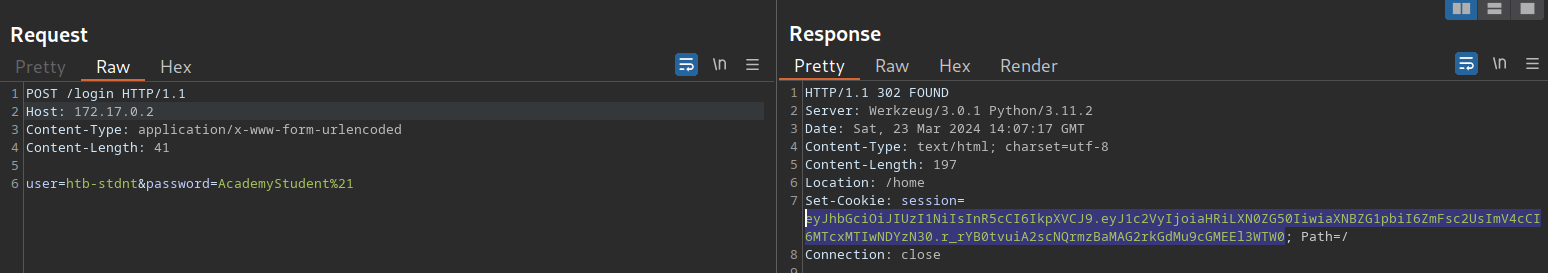 Request
Pretty Raw Hex \n
1 POST /login HTTP/1.1
2 Host: 172.17.0.2
3 Content-Type: application/x-www-form-urlencoded
4 Content-Length: 41
5
6 user=htb-stdnt&password=AcademyStudent%21
Response
Pretty Raw Hex Render \n
1 HTTP/1.1 302 FOUND
2 Server: Werkzeug/3.0.1 Python/3.11.2
3 Date: Sat, 23 Mar 2024 14:07:17 GMT
4 Content-Type: text/html; charset=utf-8
5 Content-Length: 197
6 Location: /home
7 Set-Cookie: session=
eyJhbGciOiJIUzI1NiIsInR5cCI6IkpXVCJ9.eyJ1c2VyIjoiaHRiLXN0ZG50IiwiaXNBZG1pbiI6ZmFsc2UsImV4cCI
6MTcxMTIwNDYzN30.r_rYB0tvuiA2scNQrmzBaMAG2rkGdMu9cGMEEl3WTW0; Path=/
8 Connection: close
9